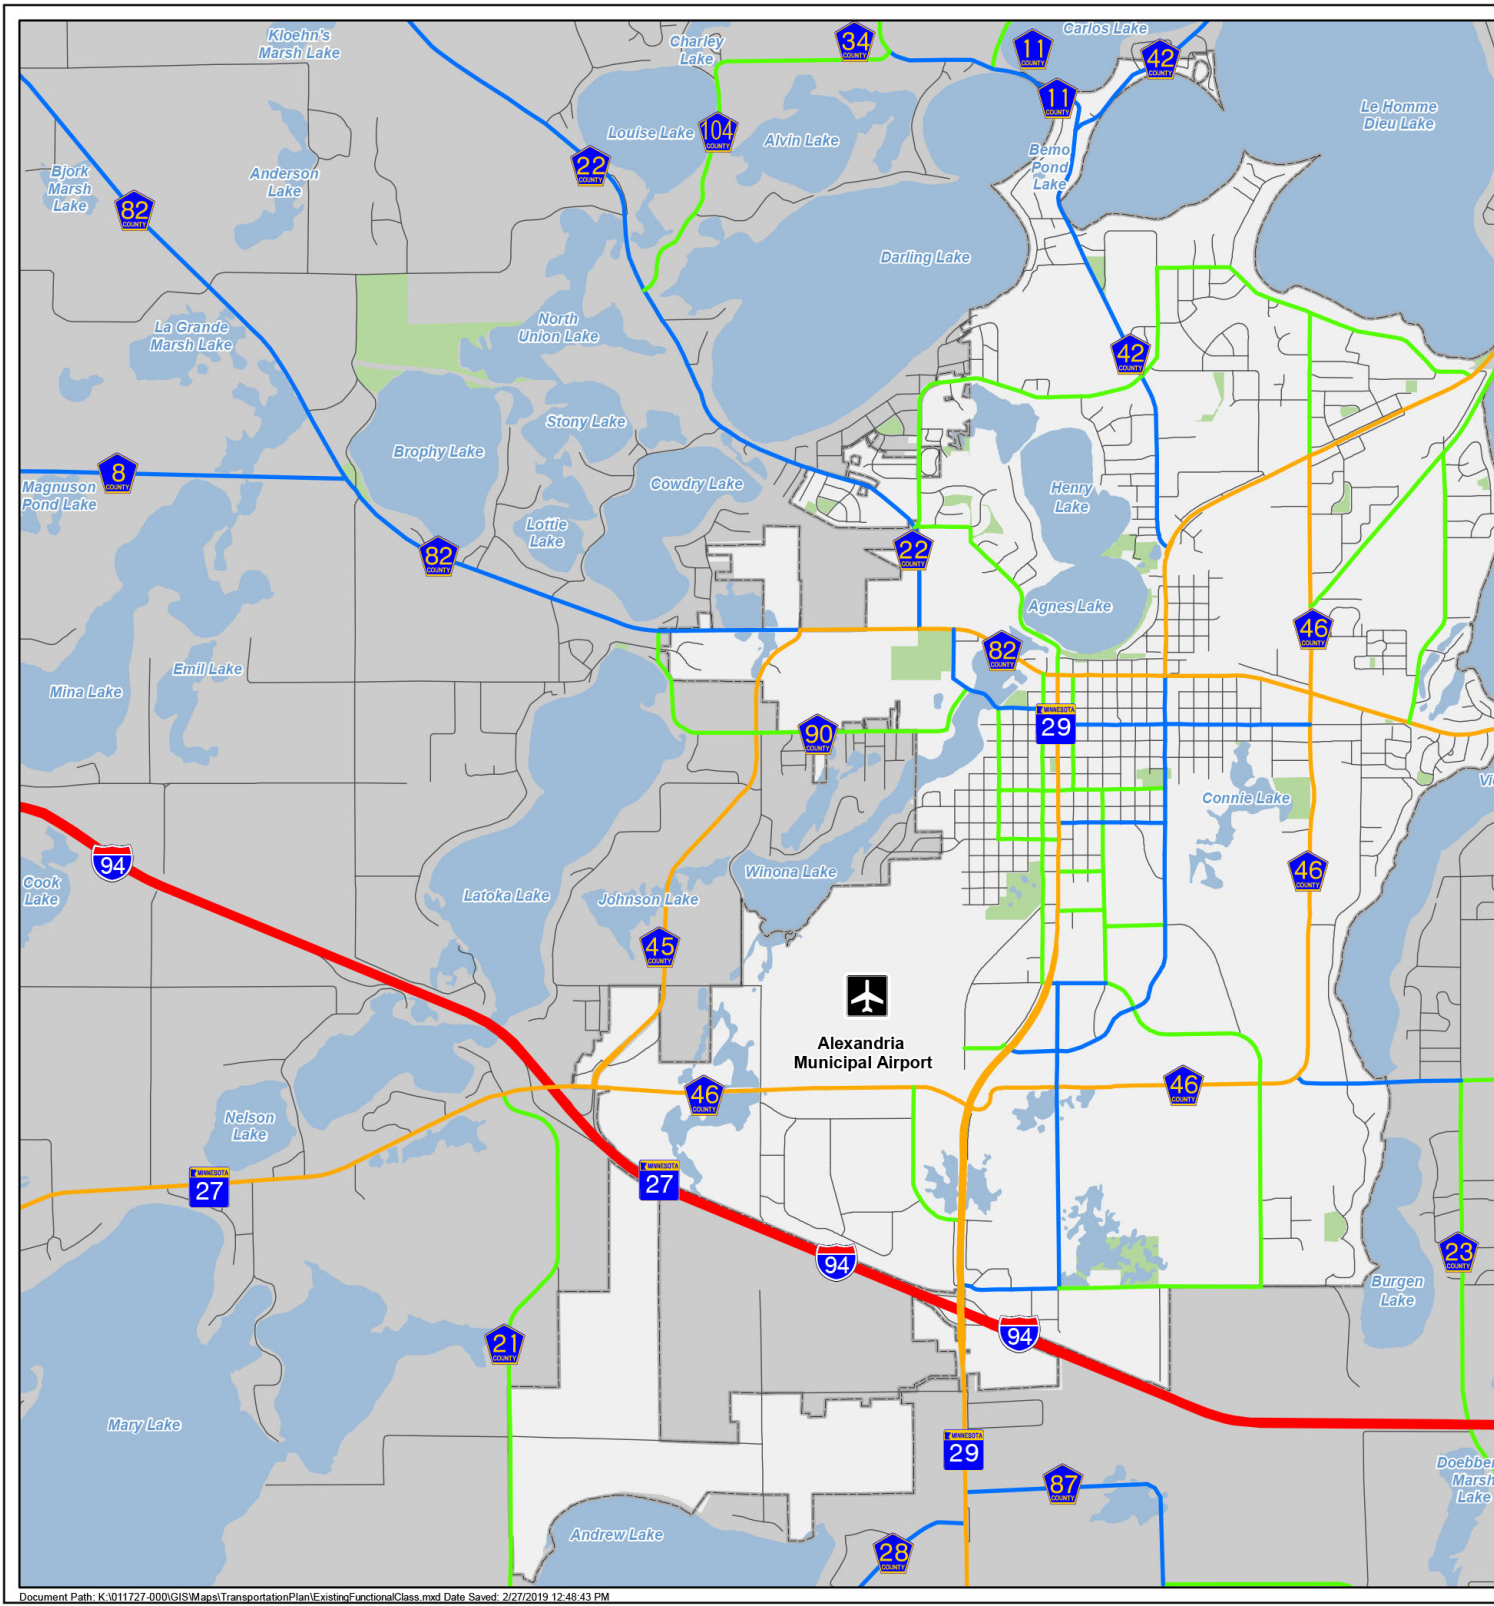 Kloehn's
Marsh Lake
Charley
Lake
34
COUNTY
11
COUNTY
Carlos Lake
42
COUNTY
11
COUNTY
Le Homme
Dieu Lake
Louise Lake
104
COUNTY
Alvin Lake
22
COUNTY
Bemo
Pond
Lake
Bjork
Marsh
Lake
Anderson
Lake
82
COUNTY
Darling Lake
La Grande
Marsh Lake
North
Union Lake
42
COUNTY
Stony Lake
Brophy Lake
8
COUNTY
Magnuson
Pond Lake
Cowdry Lake
Henry
Lake
Lottie
Lake
82
COUNTY
22
COUNTY
Agnes Lake
46
COUNTY
82
COUNTY
Emil Lake
Mina Lake
MINNESOTA
29
90
COUNTY
Connie Lake
94
Cook
Lake
Latoka Lake
Johnson Lake
Winona Lake
46
COUNTY
45
COUNTY
Alexandria
Municipal Airport
46
COUNTY
46
COUNTY
Nelson
Lake
MINNESOTA
27
MINNESOTA
27
94
23
COUNTY
Burgen
Lake
94
21
COUNTY
Mary Lake
MINNESOTA
29
87
COUNTY
Marsh
Lake
Andrew Lake
28
COUNTY
Document Path: K:\011727-000\GIS\Maps\TransportationPlan\ExistingFunctionalClass.mxd Date Saved: 2/27/2019 12:48:43 PM